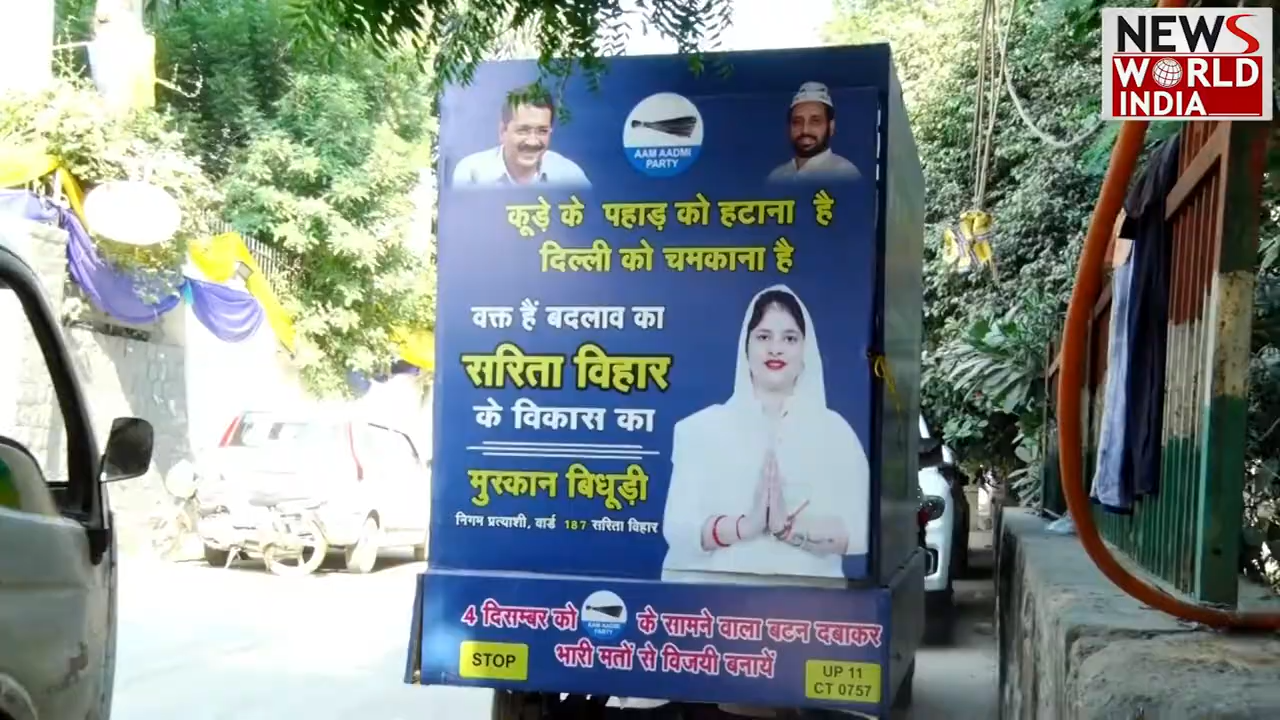 NEWS
WORLD
INDIA
AAM AADMI
PARTY
कूड़े के पहाड़ को हटाना है
दिल्ली को चमकाना है
वक्त हैं बदलाव का
सरिता विहार
के विकास का
मुस्कान बिधूड़ी
निगम प्रत्याशी, वार्ड 187 सरिता विहार
4 दिसम्बर को AAM AADMI PARTY के सामने वाला बटन दबाकर
भारी मतों से विजयी बनायें
STOP
UP 11
CT 0757